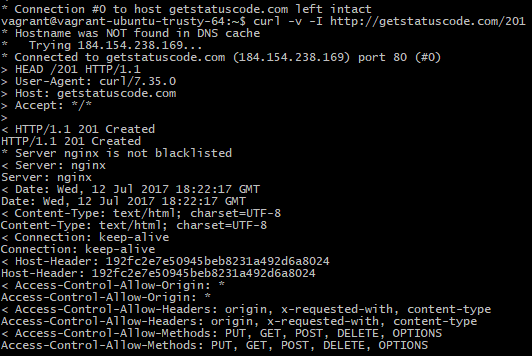 * Connection #0 to host getstatuscode.com left intact
vagrant@vagrant-ubuntu-trusty-64:~$ curl -v -I http://getstatuscode.com/201
* Hostname was NOT found in DNS cache
*   Trying 184.154.238.169...
* Connected to getstatuscode.com (184.154.238.169) port 80 (#0)
> HEAD /201 HTTP/1.1
> User-Agent: curl/7.35.0
> Host: getstatuscode.com
> Accept: */*
>
< HTTP/1.1 201 Created
HTTP/1.1 201 Created
* Server nginx is not blacklisted
< Server: nginx
Server: nginx
< Date: Wed, 12 Jul 2017 18:22:17 GMT
Date: Wed, 12 Jul 2017 18:22:17 GMT
< Content-Type: text/html; charset=UTF-8
Content-Type: text/html; charset=UTF-8
< Connection: keep-alive
Connection: keep-alive
< Host-Header: 192fc2e7e50945beb8231a492d6a8024
Host-Header: 192fc2e7e50945beb8231a492d6a8024
< Access-Control-Allow-Origin: *
Access-Control-Allow-Origin: *
< Access-Control-Allow-Headers: origin, x-requested-with, content-type
Access-Control-Allow-Headers: origin, x-requested-with, content-type
< Access-Control-Allow-Methods: PUT, GET, POST, DELETE, OPTIONS
Access-Control-Allow-Methods: PUT, GET, POST, DELETE, OPTIONS